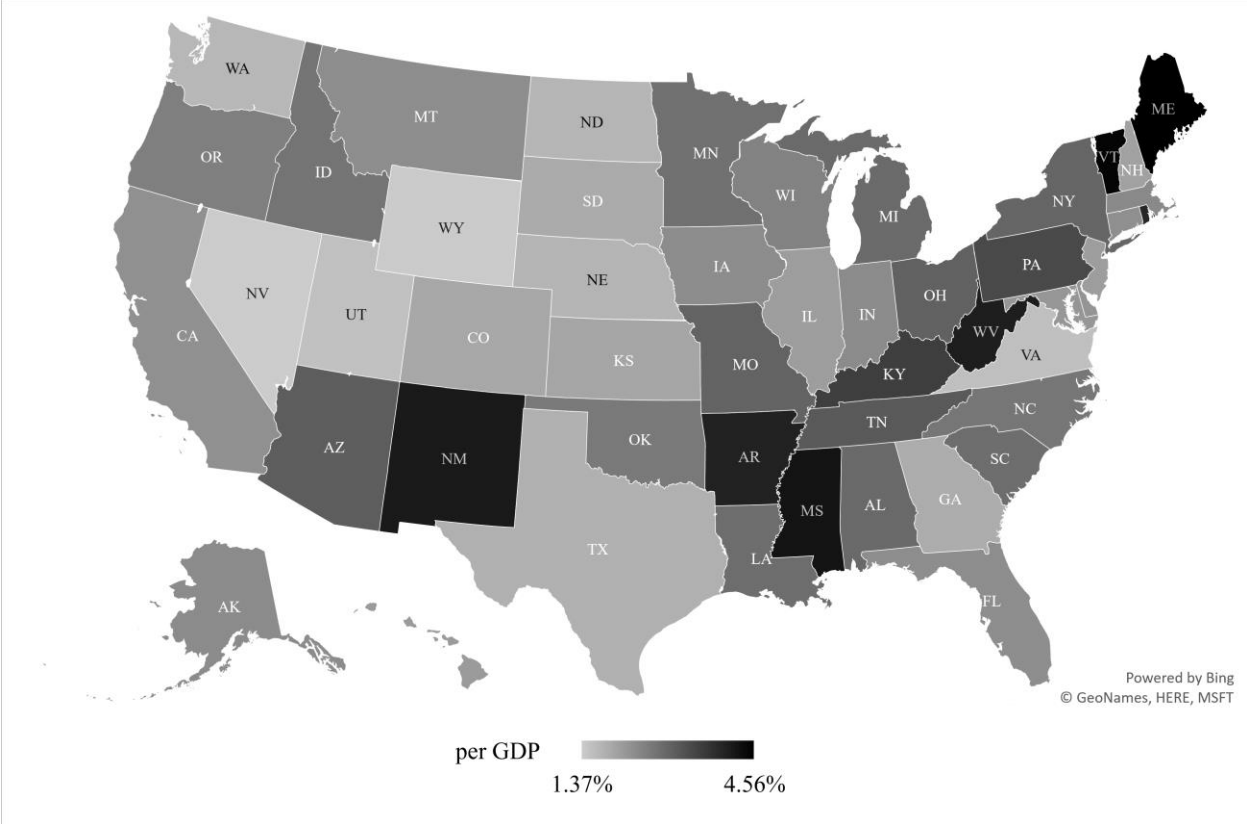 WA
MT
ND
MN
OR
ID
SD
WI
WY
MI
NY
VT
NH
ME
NV
UT
NE
IA
IL
IN
OH
PA
CA
CO
KS
MO
WV
VA
KY
AZ
NM
OK
AR
TN
NC
SC
MS
AL
GA
TX
LA
FL
AK
Powered by Bing
© GeoNames, HERE, MSFT
per GDP
1.37%
4.56%